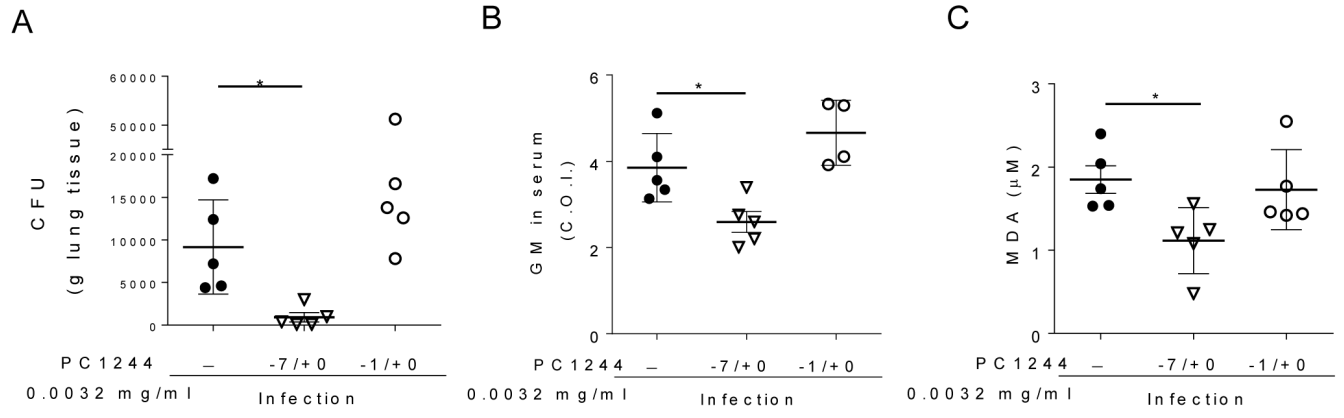 A
CFU
(g lung tissue)
60000
50000
20000
15000
10000
5000
0
*
PC1244
– -7/+0 -1/+0
0.0032 mg/ml
Infection
B
GM in serum
(C.O.I.)
6
4
2
0
*
PC1244
– -7/+0 -1/+0
0.0032 mg/ml
Infection
C
MDA (μM)
3
2
1
0
*
PC1244
– -7/+0 -1/+0
0.0032 mg/ml
Infection